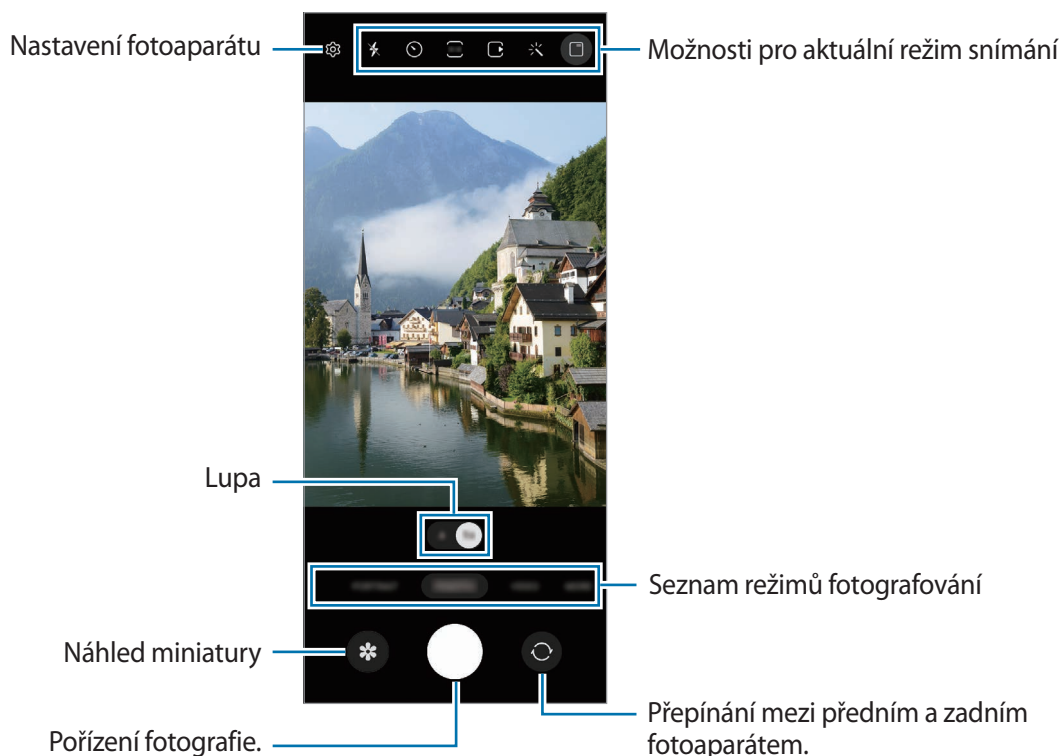 Nastavení fotoaparátu
Možnosti pro aktuální režim snímání
Lupa
Seznam režimů fotografování
Náhled miniatury
Přepínání mezi předním a zadním
fotoaparátem.
Pořízení fotografie.